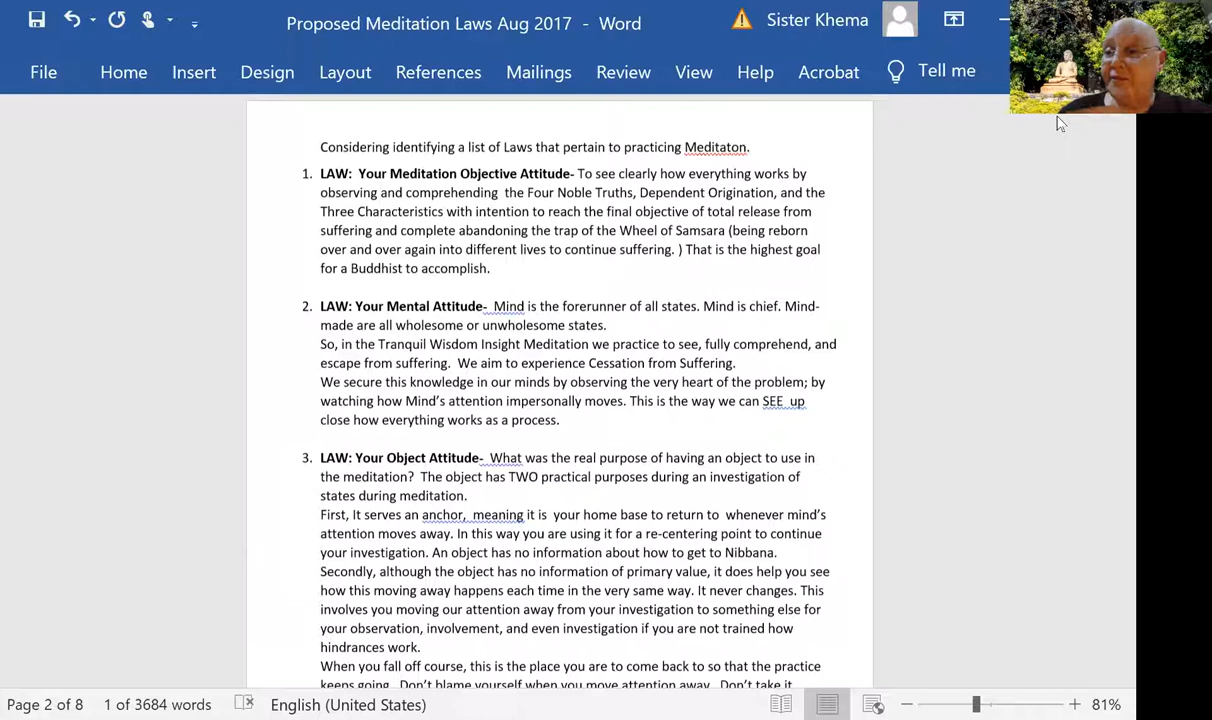 Proposed Meditation Laws Aug 2017 - Word
Sister Khema
File Home Insert Design Layout References Mailings Review View Help Acrobat Tell me
Considering identifying a list of Laws that pertain to practicing Meditaton.
1. LAW: Your Meditation Objective Attitude- To see clearly how everything works by
observing and comprehending the Four Noble Truths, Dependent Origination, and the
Three Characteristics with intention to reach the final objective of total release from
suffering and complete abandoning the trap of the Wheel of Samsara (being reborn
over and over again into different lives to continue suffering. ) That is the highest goal
for a Buddhist to accomplish.
2. LAW: Your Mental Attitude- Mind is the forerunner of all states. Mind is chief. Mind-
made are all wholesome or unwholesome states.
So, in the Tranquil Wisdom Insight Meditation we practice to see, fully comprehend, and
escape from suffering. We aim to experience Cessation from Suffering.
We secure this knowledge in our minds by observing the very heart of the problem; by
watching how Mind's attention impersonally moves. This is the way we can SEE up
close how everything works as a process.
3. LAW: Your Object Attitude- What was the real purpose of having an object to use in
the meditation? The object has TWO practical purposes during an investigation of
states during meditation.
First, It serves an anchor, meaning it is your home base to return to whenever mind's
attention moves away. In this way you are using it for a re-centering point to continue
your investigation. An object has no information about how to get to Nibbana.
Secondly, although the object has no information of primary value, it does help you see
how this moving away happens each time in the very same way. It never changes. This
involves you moving our attention away from your investigation to something else for
your observation, involvement, and even investigation if you are not trained how
hindrances work.
When you fall off course, this is the place you are to come back to so that the practice
keeps going. Don't blame yourself when you move attention away. Don't take it
Page 2 of 8 1 of 3684 words English (United States) 81%